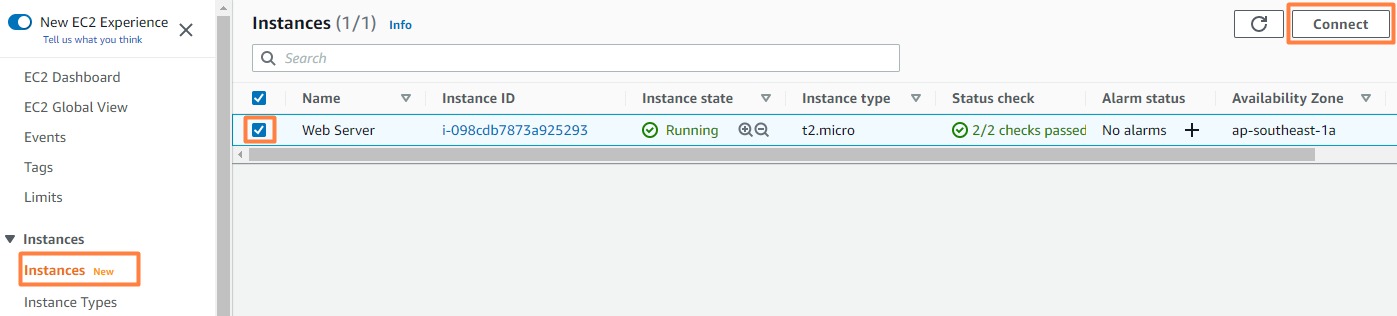 New EC2 Experience
Tell us what you think
EC2 Dashboard
EC2 Global View
Events
Tags
Limits
Instances
Instances New
Instance Types
Instances (1/1) Info
Connect
Search
Name Instance ID Instance state Instance type Status check Alarm status Availability Zone
Web Server i-098cdb7873a925293 Running t2.micro 2/2 checks passed No alarms + ap-southeast-1a